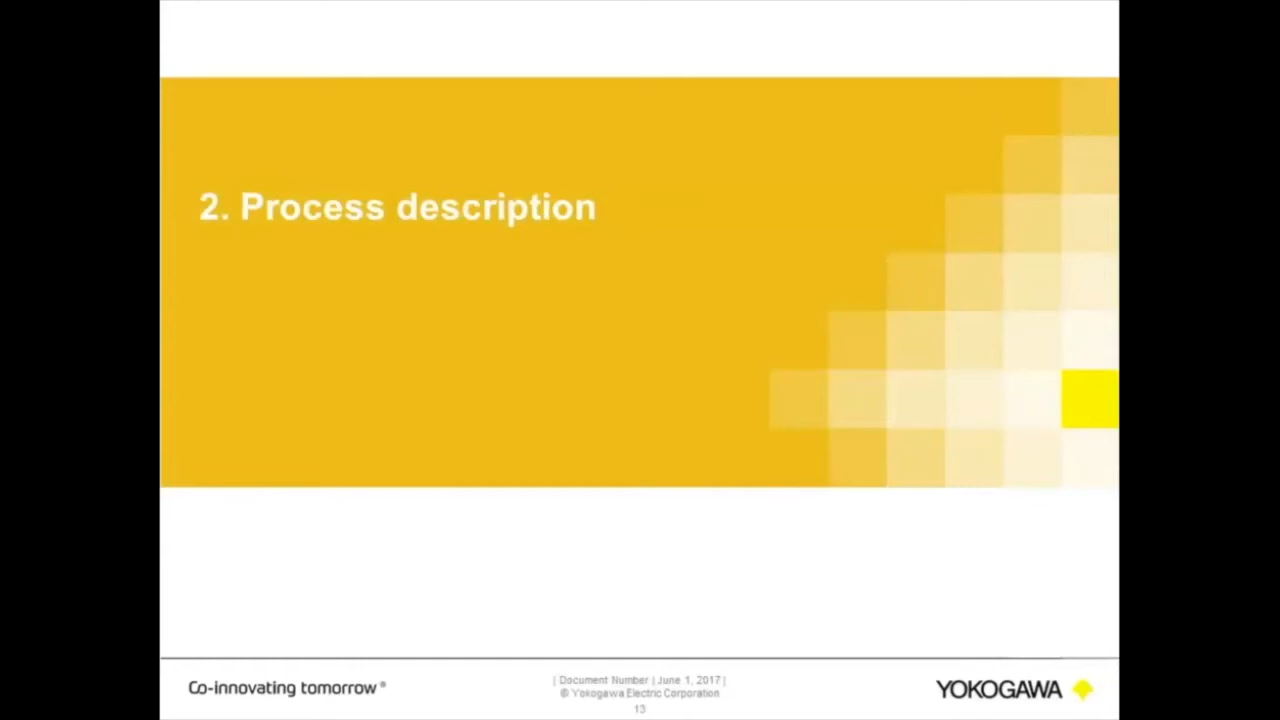 2. Process description
Co-innovating tomorrow®
| Document Number | June 1, 2017 |
© Yokogawa Electric Corporation
13
YOKOGAWA